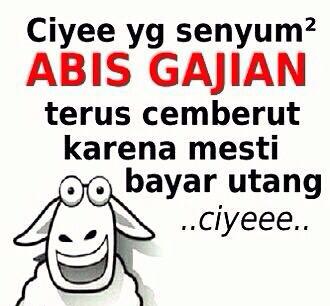 Ciyee yg senyum²
ABIS GAJIAN
terus cemberut
karena mesti
bayar utang
..ciyeee..